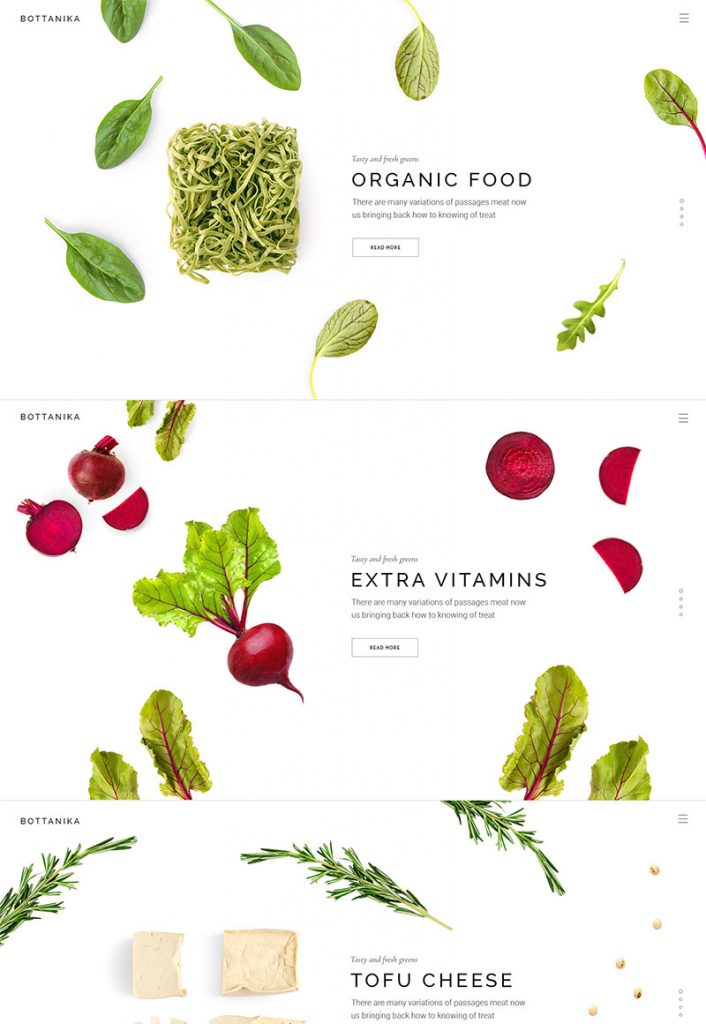 BOTTANIKA
Tasty and fresh greens
ORGANIC FOOD
There are many variations of passages meat now
us bringing back how to knowing of treat
READ MORE
BOTTANIKA
Tasty and fresh greens
EXTRA VITAMINS
There are many variations of passages meat now
us bringing back how to knowing of treat
READ MORE
BOTTANIKA
Tasty and fresh greens
TOFU CHEESE
There are many variations of passages meat now
us bringing back how to knowing of treat